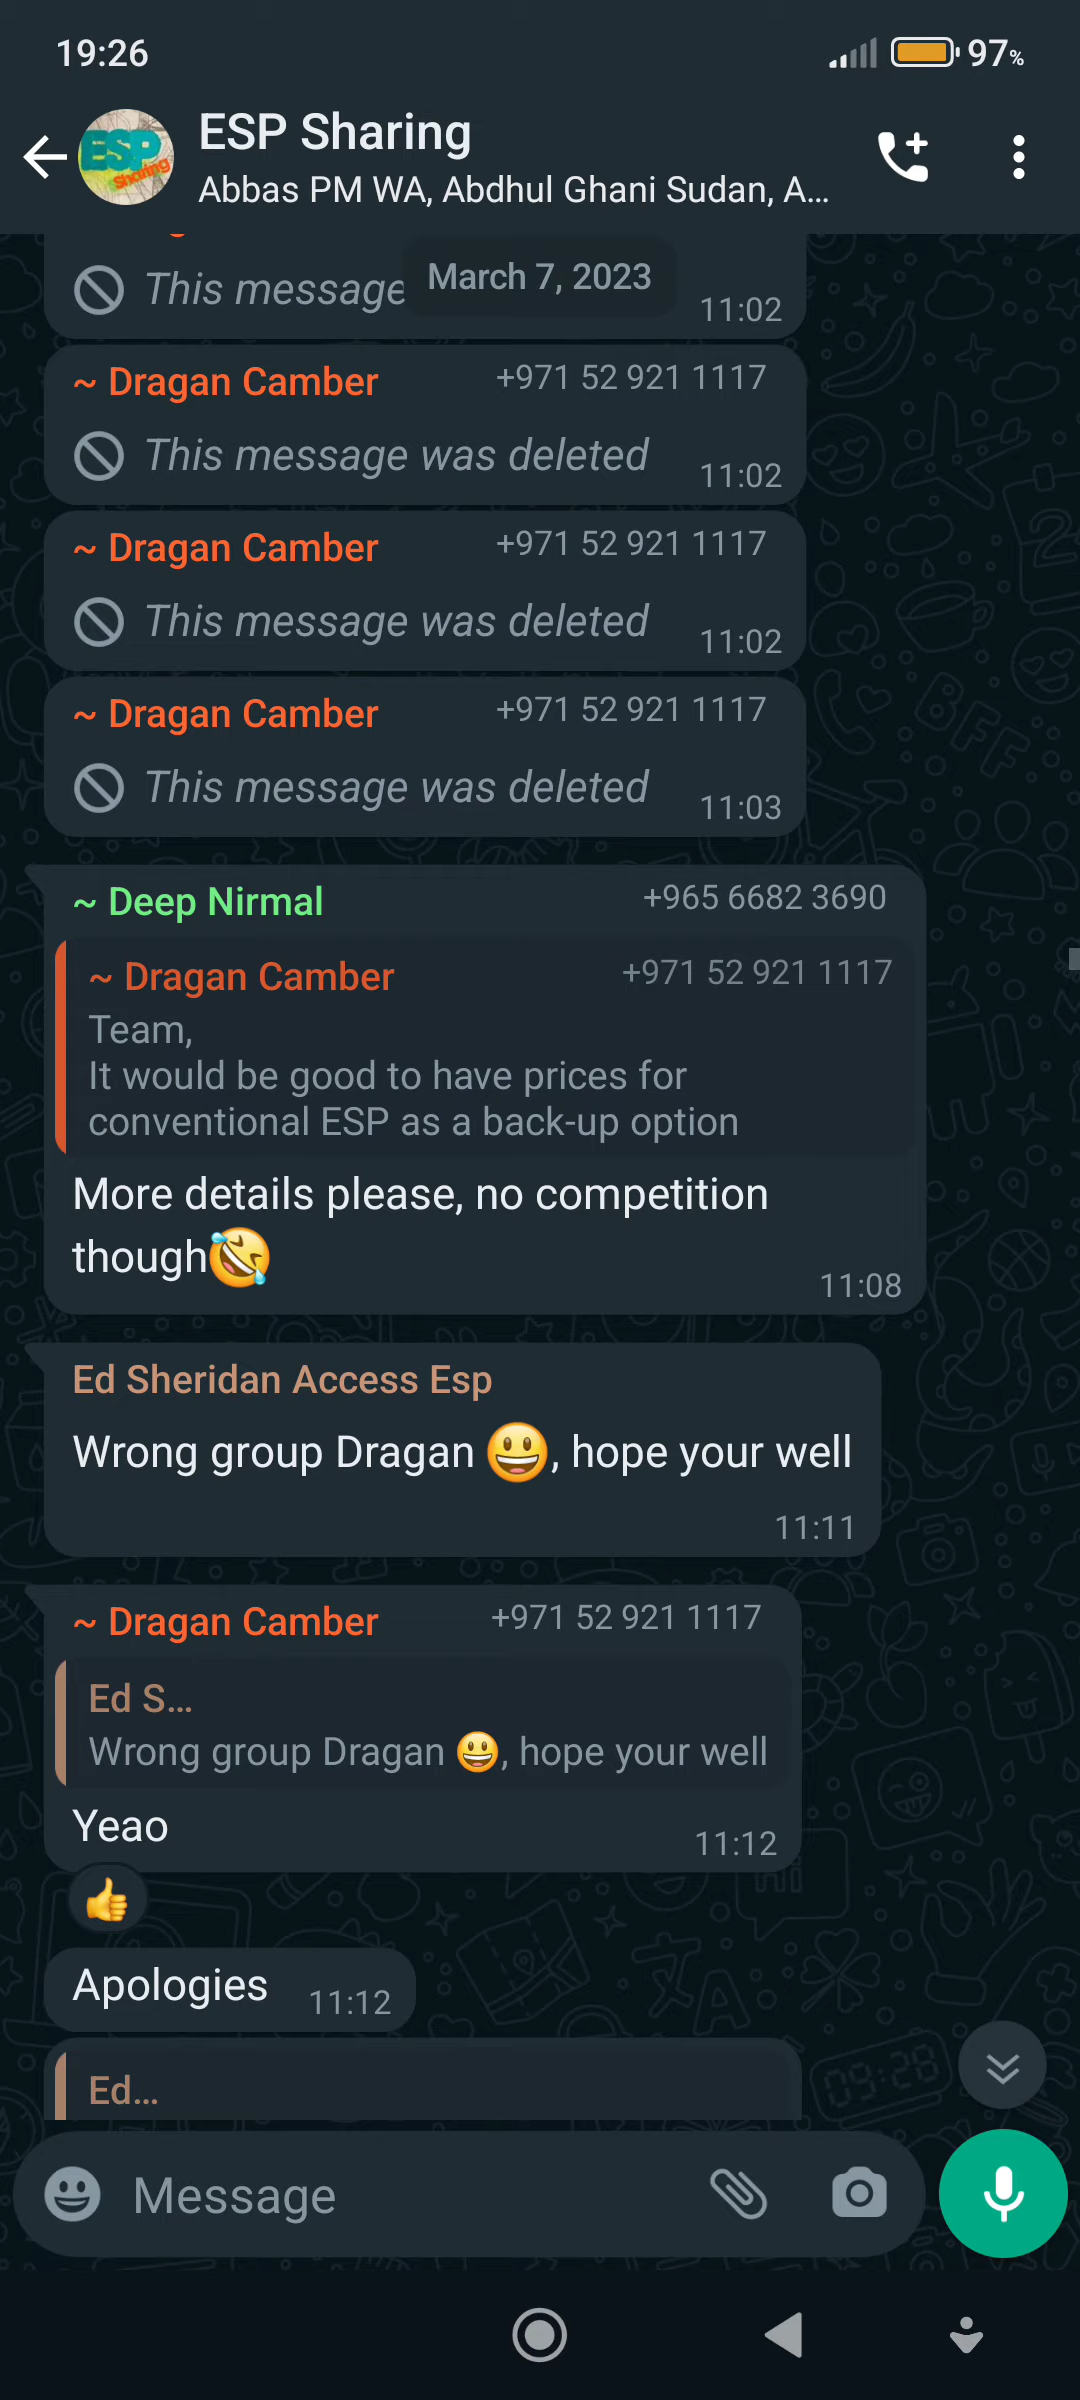 19:26
97%
ESP Sharing
ESP Sharing
Abbas PM WA, Abdhul Ghani Sudan, A...
March 7, 2023
This message
11:02
~ Dragan Camber +971 52 921 1117
This message was deleted 11:02
~ Dragan Camber +971 52 921 1117
This message was deleted 11:02
~ Dragan Camber +971 52 921 1117
This message was deleted 11:03
~ Deep Nirmal +965 6682 3690
~ Dragan Camber +971 52 921 1117
Team,
It would be good to have prices for
conventional ESP as a back-up option
More details please, no competition
though🤣
11:08
Ed Sheridan Access Esp
Wrong group Dragan 😃, hope your well
11:11
~ Dragan Camber +971 52 921 1117
Ed S...
Wrong group Dragan 😃, hope your well
Yeao 11:12
👍
Apologies 11:12
Ed...
Message